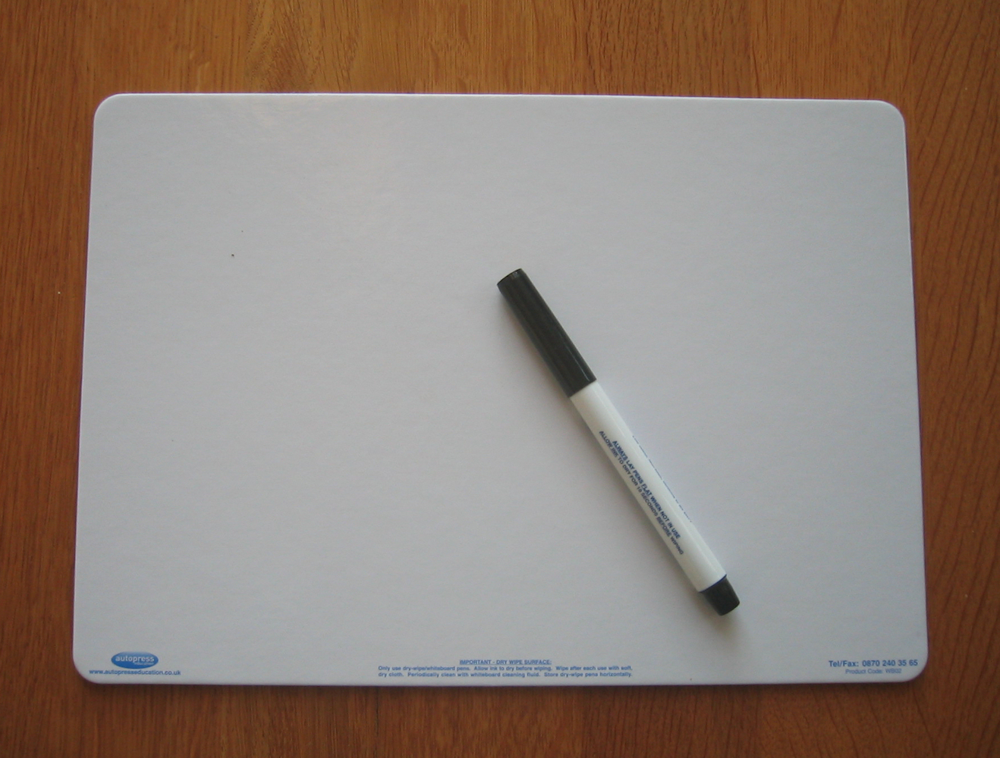 ALWAYS LAY PENS FLAT WHEN NOT IN USE
ALLOW INK TO DRY FOR 10 SECONDS BEFORE WIPING
autopress
education
www.autopresseducation.co.uk
IMPORTANT - DRY WIPE SURFACE:
Only use dry-wipe/whiteboard pens. Allow ink to dry before wiping. Wipe after each use with soft,
dry cloth. Periodically clean with whiteboard cleaning fluid. Store dry-wipe pens horizontally.
Tel/Fax: 0870 240 35 65
Product Code: WB02